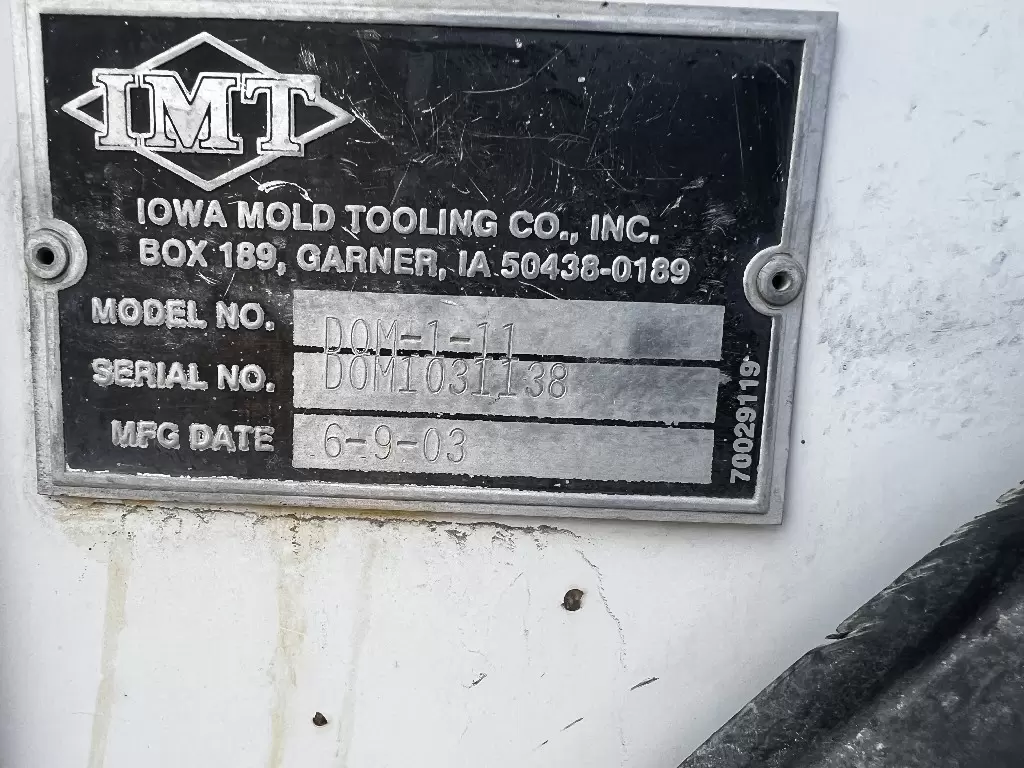 IMT
IOWA MOLD TOOLING CO., INC.
BOX 189, GARNER, IA 50438-0189
MODEL NO. DOM-1-11
SERIAL NO. DOM1031138
MFG DATE 6-9-03
70029119